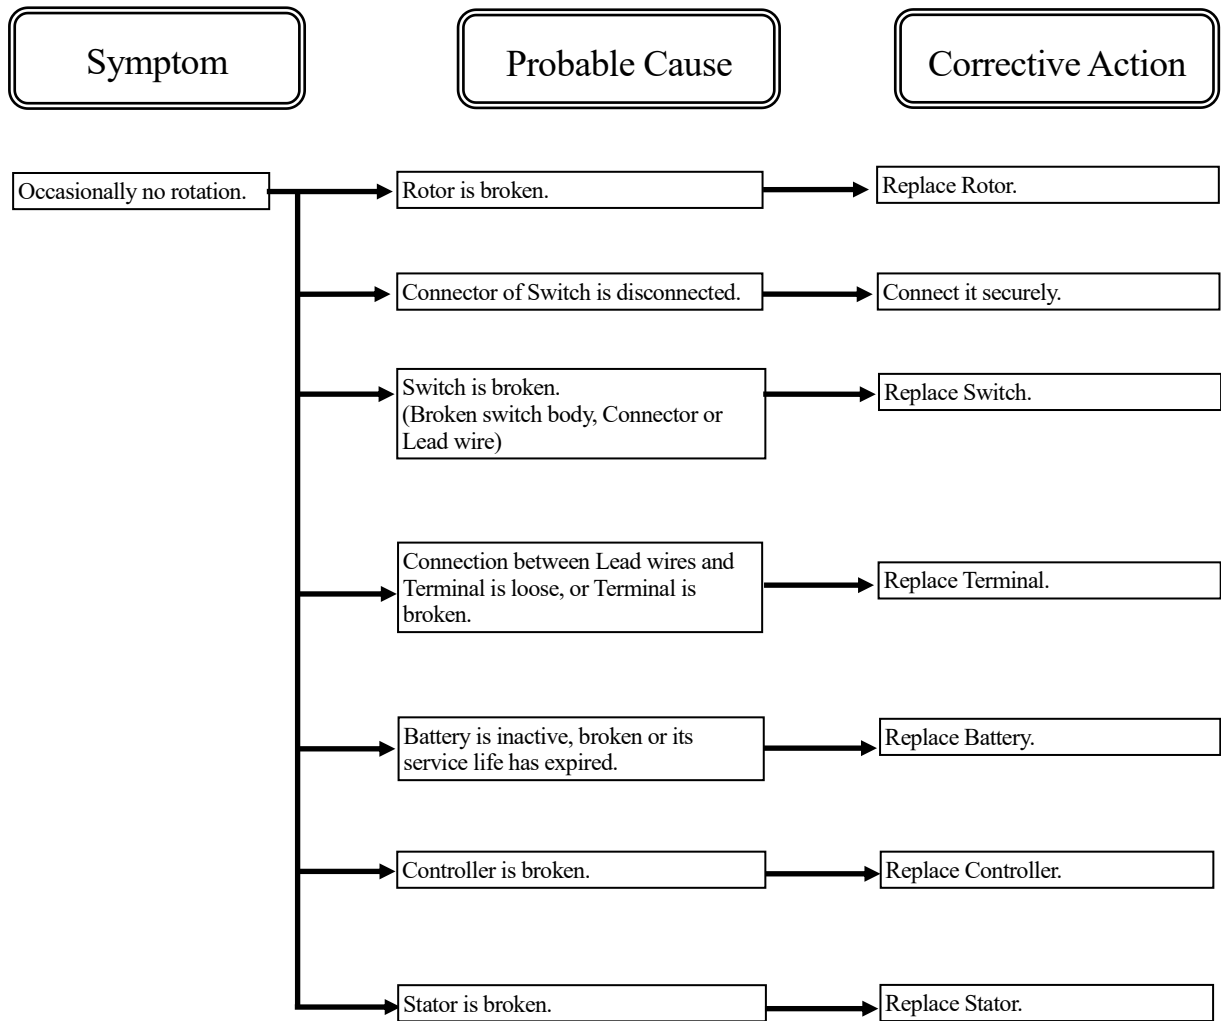 Symptom
Probable Cause
Corrective Action
Occasionally no rotation.
Rotor is broken.
Replace Rotor.
Connector of Switch is disconnected.
Connect it securely.
Switch is broken.
(Broken switch body, Connector or
Lead wire)
Replace Switch.
Connection between Lead wires and
Terminal is loose, or Terminal is
broken.
Replace Terminal.
Battery is inactive, broken or its
service life has expired.
Replace Battery.
Controller is broken.
Replace Controller.
Stator is broken.
Replace Stator.